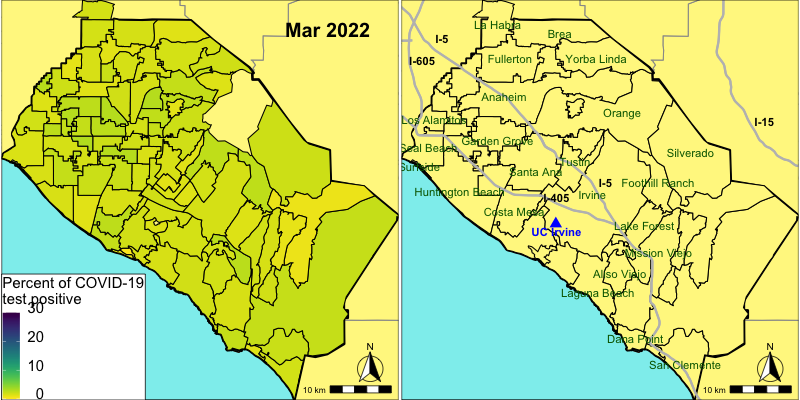 Mar 2022
Percent of COVID-19
test positive
30
20
10
0
N
10 km
La Habra
Brea
I-5
I-605
Fullerton
Yorba Linda
Anaheim
Orange
Los Alamitos
I-15
Garden Grove
Seal Beach
Silverado
Tustin
Sunside
Santa Ana
I-5
Foothill Ranch
Huntington Beach
Irvine
I-405
Costa Mesa
UC Irvine
Lake Forest
Mission Viejo
Aliso Viejo
Laguna Beach
Dana Point
San Clemente
N
10 km